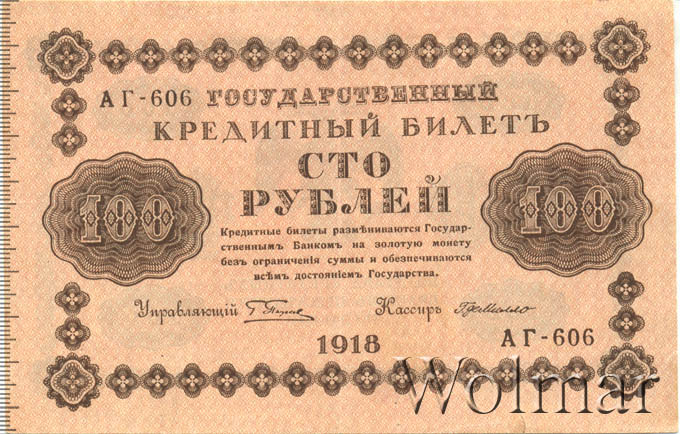 АГ-606 ГОСУДАРСТВЕННЫЙ
КРЕДИТНЫЙ БИЛЕТЪ
СТО
РУБЛЕЙ
100
100
Кредитные билеты размѣниваются Государ-
ственнымъ Банкомъ на золотую монету
безъ ограниченія суммы и обезпечиваются
всѣмъ достояніемъ Государства.
Управляющій
Кассиръ
1918
АГ-606
Wolmar